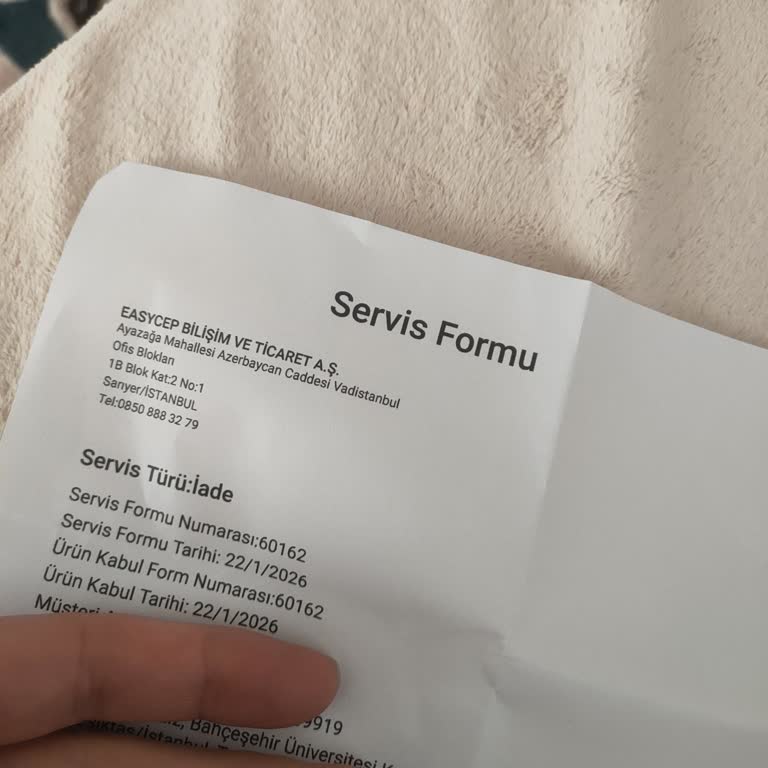 Servis Formu
EASYCEP BİLİŞİM VE TİCARET A.Ş.
Ayazağa Mahallesi Azerbaycan Caddesi Vadistanbul
Ofis Blokları
1B Blok Kat:2 No:1
Sarıyer/İSTANBUL
Tel:0850 888 32 79
Servis Türü:İade
Servis Formu Numarası:60162
Servis Formu Tarihi: 22/1/2026
Ürün Kabul Form Numarası:60162
Ürün Kabul Tarihi: 22/1/2026
Müşteri
9919
Bahçeşehir Üniversitesi